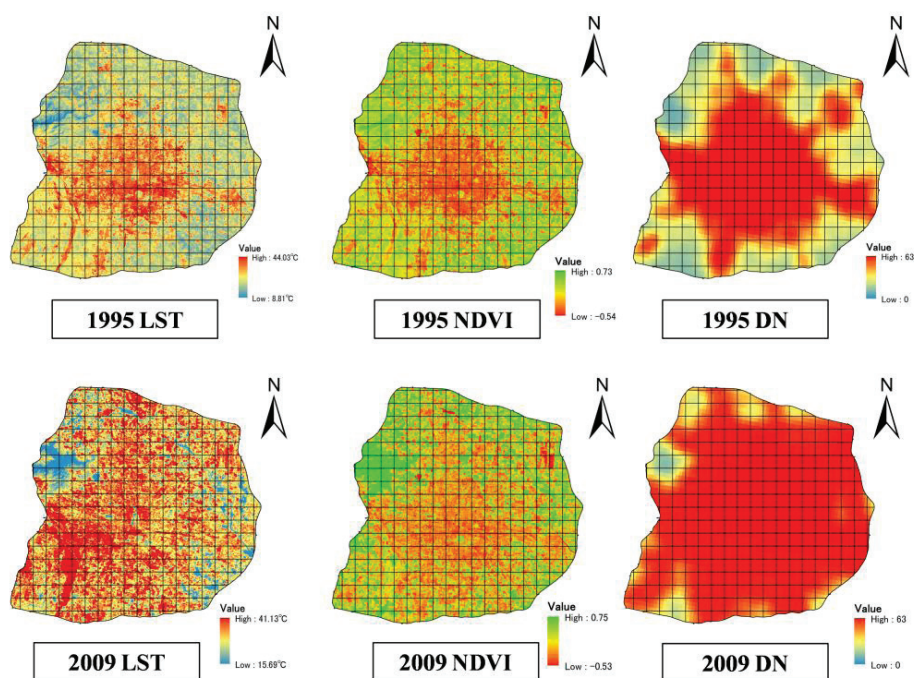 N
N
N
Value
High : 44.03°C
Low : 8.81°C
Value
High : 0.73
Low : -0.54
Value
High : 63
Low : 0
1995 LST
1995 NDVI
1995 DN
N
N
N
Value
High : 41.13°C
Low : 15.69°C
Value
High : 0.75
Low : -0.53
Value
High : 63
Low : 0
2009 LST
2009 NDVI
2009 DN